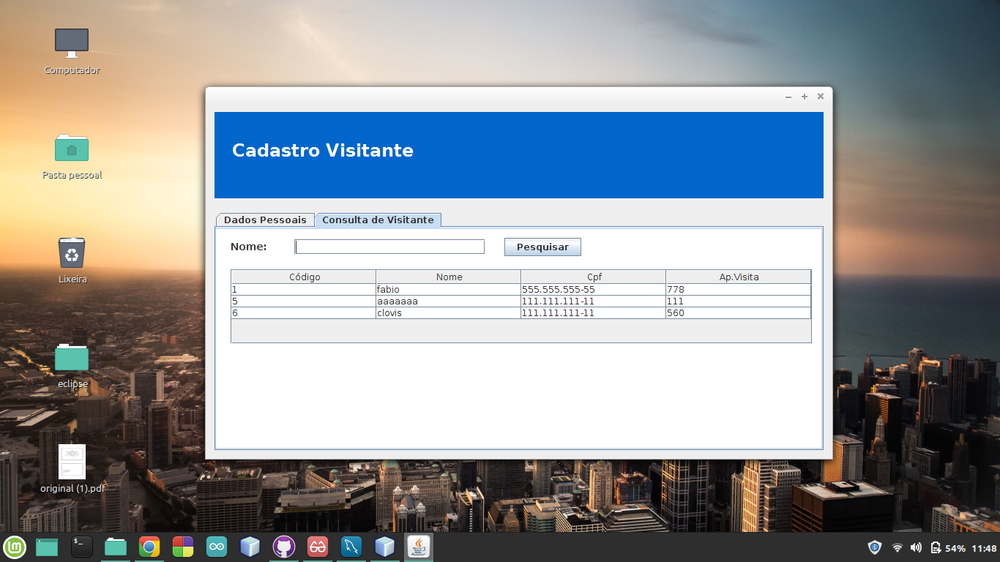 Computador
Pasta pessoal
Lixeira
eclipse
original (1).pdf
Cadastro Visitante
Dados Pessoais Consulta de Visitante
Nome: Pesquisar
Código Nome Cpf Ap.Visita
1 fabio 555.555.555-55 778
5 aaaaaaa 111.111.111-11 111
6 clovis 111.111.111-11 560
54% 11:48